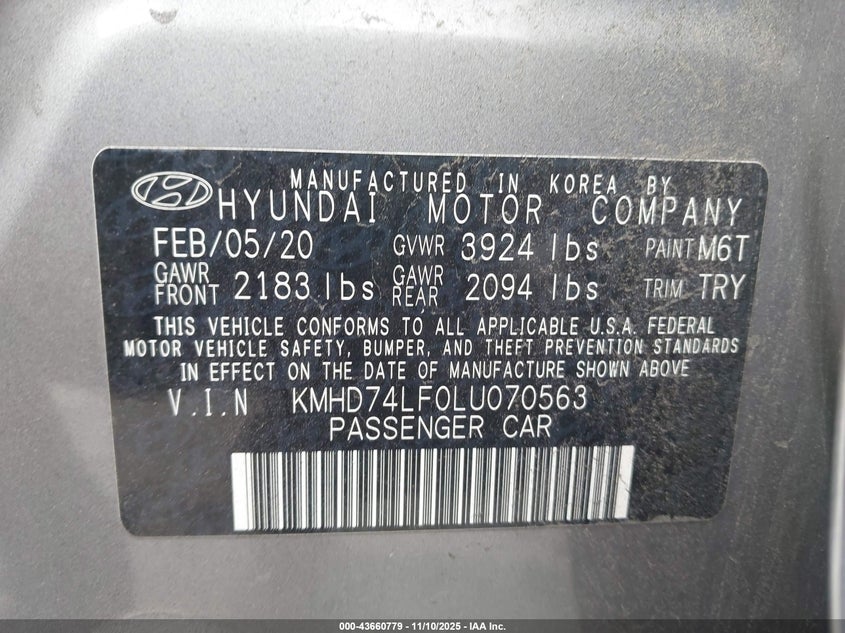 MANUFACTURED IN KOREA BY
HYUNDAI MOTOR COMPANY
FEB/05/20 GVWR 3924 lbs PAINT M6T
GAWR FRONT 2183 lbs GAWR REAR 2094 lbs TRIM TRY
THIS VEHICLE CONFORMS TO ALL APPLICABLE U.S.A. FEDERAL
MOTOR VEHICLE SAFETY, BUMPER, AND THEFT PREVENTION STANDARDS
IN EFFECT ON THE DATE OF MANUFACTURE SHOWN ABOVE
V.I.N KMHD74LF0LU070563
PASSENGER CAR
000-43660779 - 11/10/2025 - IAA Inc.